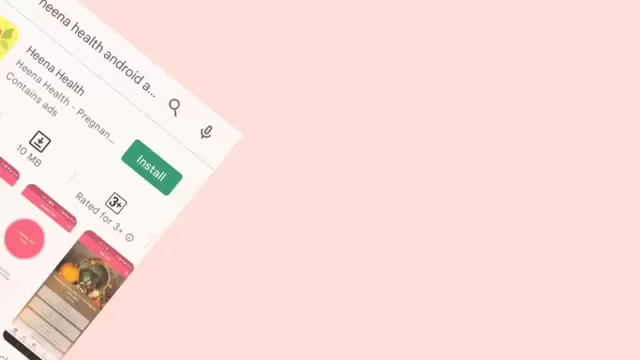 heena health android a...
Heena Health
Heena Health - Pregnan...
Contains ads
Install
10 MB
3+
Rated for 3+